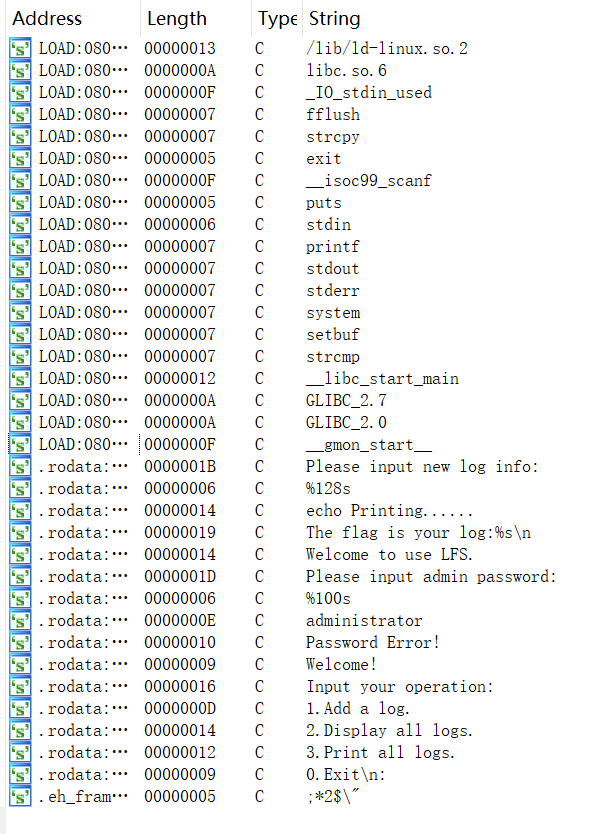 Address Length Type String
's' LOAD:080… 00000013 C /lib/ld-linux.so.2
's' LOAD:080… 0000000A C libc.so.6
's' LOAD:080… 0000000F C _IO_stdin_used
's' LOAD:080… 00000007 C fflush
's' LOAD:080… 00000007 C strcpy
's' LOAD:080… 00000005 C exit
's' LOAD:080… 0000000F C __isoc99_scanf
's' LOAD:080… 00000005 C puts
's' LOAD:080… 00000006 C stdin
's' LOAD:080… 00000007 C printf
's' LOAD:080… 00000007 C stdout
's' LOAD:080… 00000007 C stderr
's' LOAD:080… 00000007 C system
's' LOAD:080… 00000007 C setbuf
's' LOAD:080… 00000007 C strcmp
's' LOAD:080… 00000012 C __libc_start_main
's' LOAD:080… 0000000A C GLIBC_2.7
's' LOAD:080… 0000000A C GLIBC_2.0
's' LOAD:080… 0000000F C __gmon_start__
's' .rodata:… 0000001B C Please input new log info:
's' .rodata:… 00000006 C %128s
's' .rodata:… 00000014 C echo Printing......
's' .rodata:… 00000019 C The flag is your log:%s\n
's' .rodata:… 00000014 C Welcome to use LFS.
's' .rodata:… 0000001D C Please input admin password:
's' .rodata:… 00000006 C %100s
's' .rodata:… 0000000E C administrator
's' .rodata:… 00000010 C Password Error!
's' .rodata:… 00000009 C Welcome!
's' .rodata:… 00000016 C Input your operation:
's' .rodata:… 0000000D C 1.Add a log.
's' .rodata:… 00000014 C 2.Display all logs.
's' .rodata:… 00000012 C 3.Print all logs.
's' .rodata:… 00000009 C 0.Exit\n:
's' .eh_fram… 00000005 C ;*2$\"